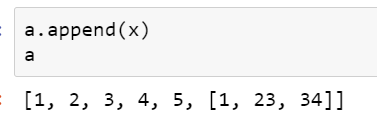 a.append(x)
a
[1, 2, 3, 4, 5, [1, 23, 34]]